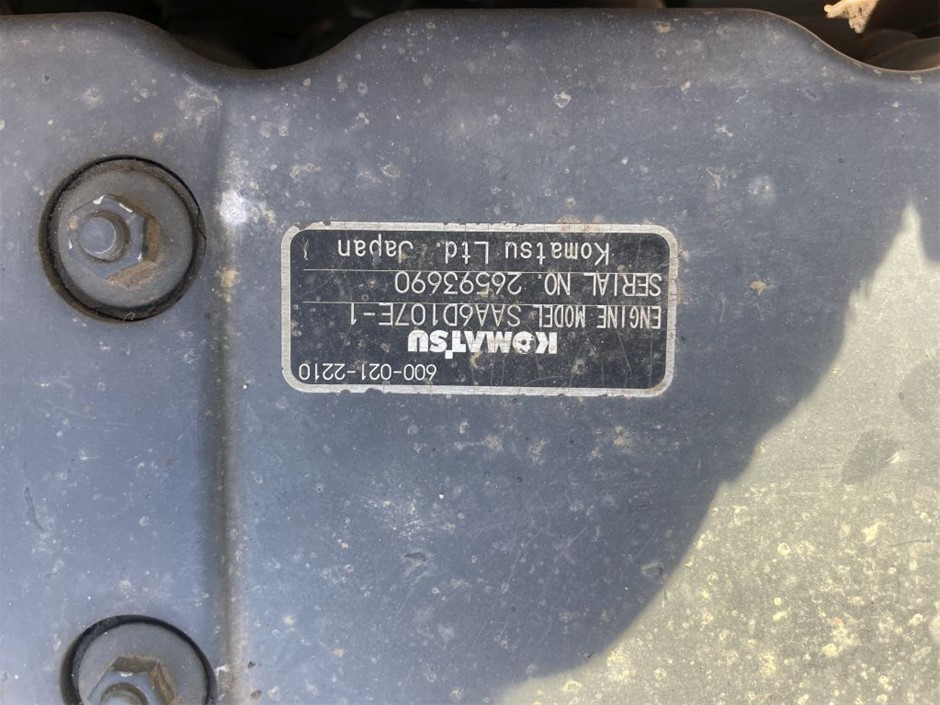 600-021-2210
KOMATSU
ENGINE MODEL SAA6D107E-1
SERIAL NO. 26593690
Komatsu Ltd. Japan